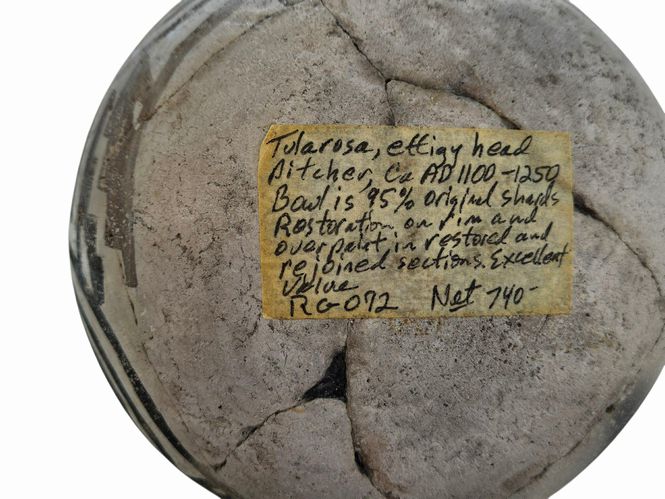 Tularosa, effigy head
Pitcher, Ca AD 1100-1250
Bowl is 95% original shards
Restoration on rim and
overpaint in restored and
rejoined sections. Excellent
Value
RG072 Net 740-